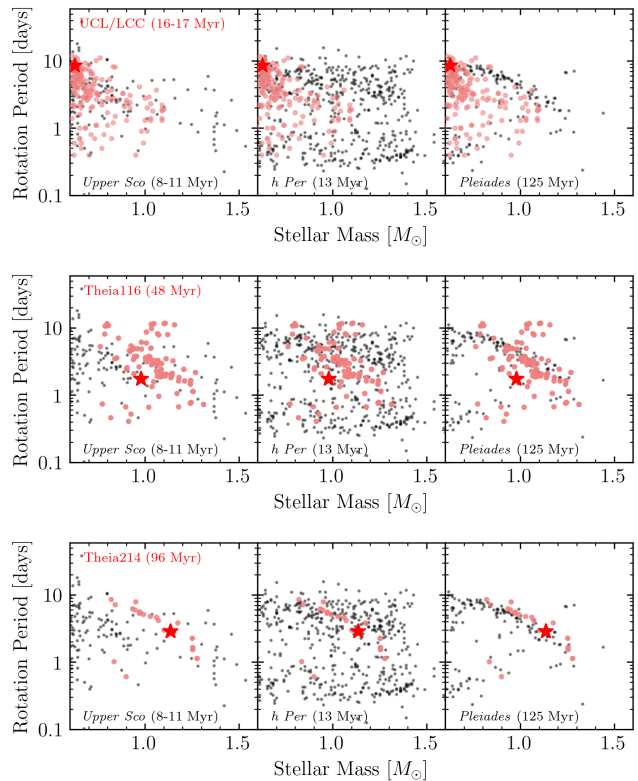 UCL/LCC (16-17 Myr)
Rotation Period [days]
10
1
0.1
Upper Sco (8-11 Myr)
h Per (13 Myr)
Pleiades (125 Myr)
1.0 1.5 1.0 1.5 1.0 1.5
Stellar Mass [M⊙]
Theia116 (48 Myr)
Rotation Period [days]
10
1
0.1
Upper Sco (8-11 Myr)
h Per (13 Myr)
Pleiades (125 Myr)
1.0 1.5 1.0 1.5 1.0 1.5
Stellar Mass [M⊙]
Theia214 (96 Myr)
Rotation Period [days]
10
1
0.1
Upper Sco (8-11 Myr)
h Per (13 Myr)
Pleiades (125 Myr)
1.0 1.5 1.0 1.5 1.0 1.5
Stellar Mass [M⊙]